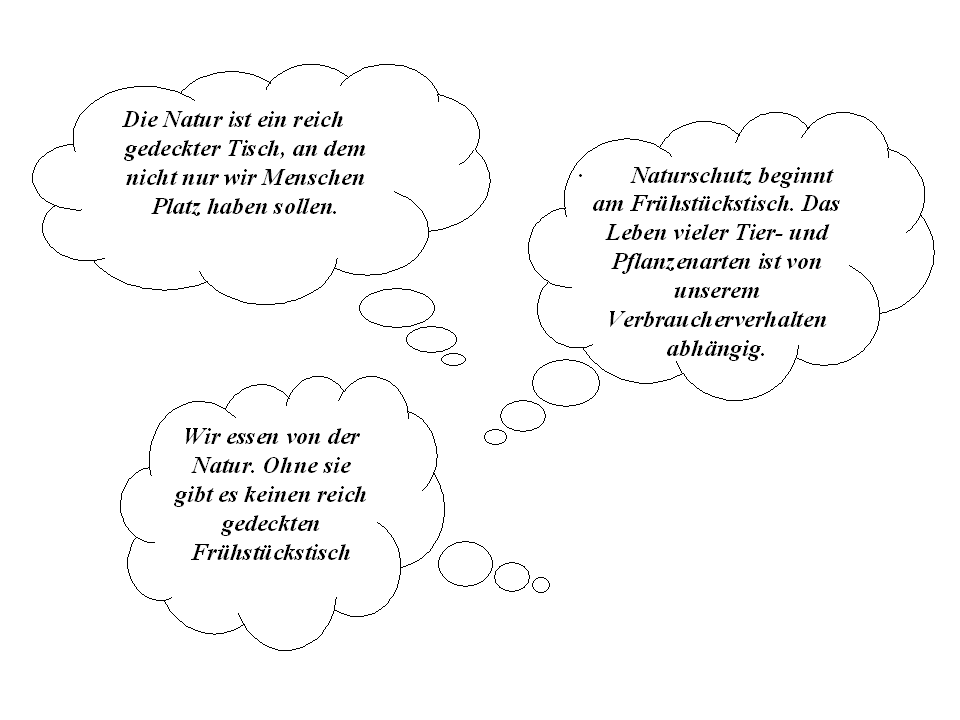 Die Natur ist ein reich
gedeckter Tisch, an dem
nicht nur wir Menschen
Platz haben sollen.
· Naturschutz beginnt
am Frühstückstisch. Das
Leben vieler Tier- und
Pflanzenarten ist von
unserem
Verbraucherverhalten
abhängig.
Wir essen von der
Natur. Ohne sie
gibt es keinen reich
gedeckten
Frühstückstisch